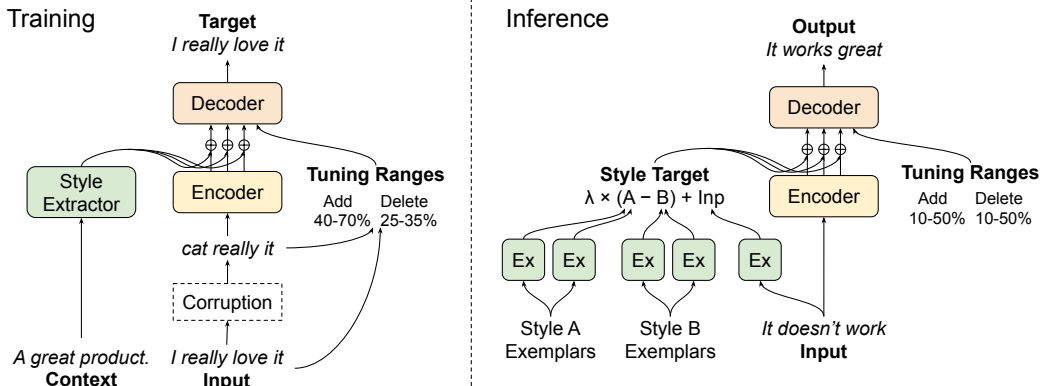 Training
Target
I really love it
Decoder
Style
Extractor
Encoder
Tuning Ranges
Add Delete
40-70% 25-35%
cat really it
Corruption
A great product.
Context
I really love it
Input
Inference
Output
It works great
Decoder
Style Target
λ × (A − B) + Inp
Encoder
Tuning Ranges
Add Delete
10-50% 10-50%
Ex Ex Ex Ex Ex
Style A
Exemplars
Style B
Exemplars
It doesn't work
Input